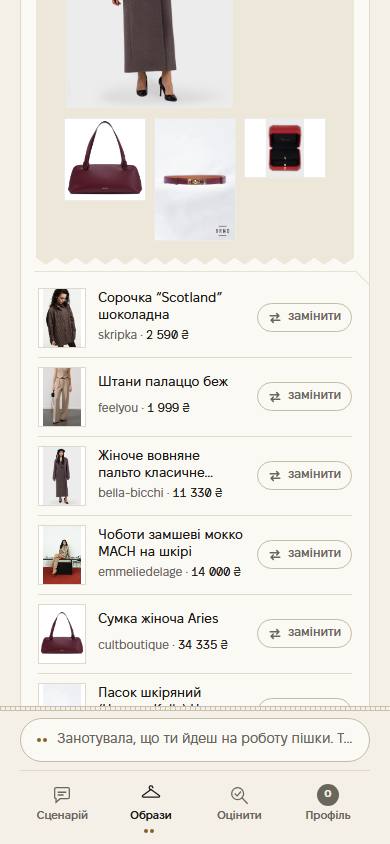 Сорочка “Scotland”
шоколадна
skripka · 2 590 ₴
замінити
Штани палаццо беж
feelyou · 1 999 ₴
замінити
Жіноче вовняне
пальто класичне...
bella-bicchi · 11 330 ₴
замінити
Чоботи замшеві мокко
MACH на шкірі
emmeliedelage · 14 000 ₴
замінити
Сумка жіноча Aries
cultboutique · 34 335 ₴
замінити
Пасок шкіряний
Занотувала, що ти йдеш на роботу пішки. Т...
Сценарій
Образи
Оцінити
0
Профіль